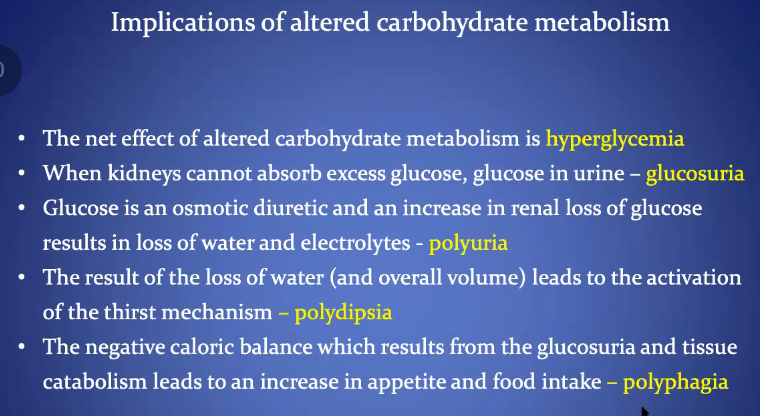 Implications of altered carbohydrate metabolism
• The net effect of altered carbohydrate metabolism is hyperglycemia
• When kidneys cannot absorb excess glucose, glucose in urine – glucosuria
• Glucose is an osmotic diuretic and an increase in renal loss of glucose
results in loss of water and electrolytes - polyuria
• The result of the loss of water (and overall volume) leads to the activation
of the thirst mechanism – polydipsia
• The negative caloric balance which results from the glucosuria and tissue
catabolism leads to an increase in appetite and food intake – polyphagia